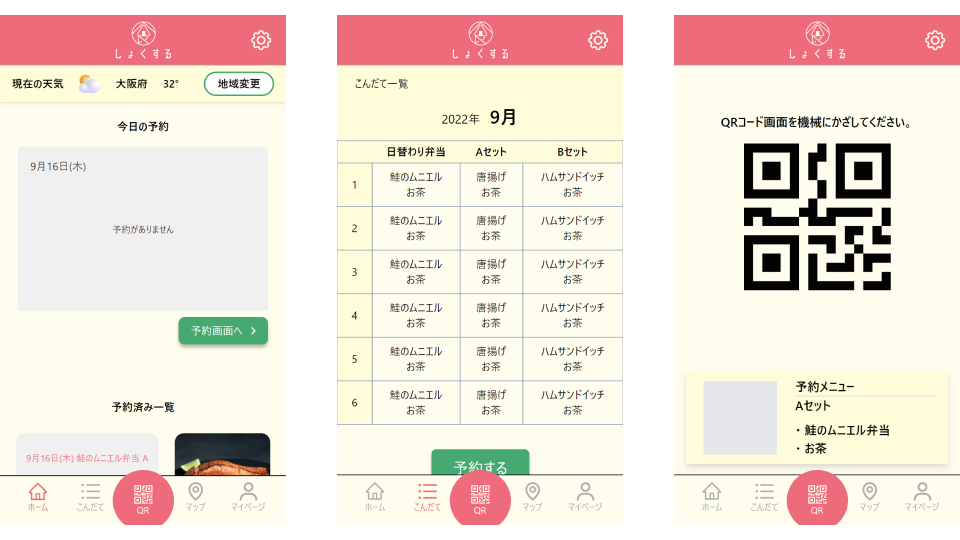 しょくする
現在の天気 大阪府 32° 地域変更
今日の予約
9月16日(木)
予約がありません
予約画面へ
予約済み一覧
9月16日(木) 鮭のムニエル弁当 A
ホーム こんだて QR マップ マイページ
しょくする
こんだて一覧
2022年 9月
日替わり弁当 Aセット Bセット
1 鮭のムニエル 唐揚げ ハムサンドイッチ
お茶 お茶 お茶
2 鮭のムニエル 唐揚げ ハムサンドイッチ
お茶 お茶 お茶
3 鮭のムニエル 唐揚げ ハムサンドイッチ
お茶 お茶 お茶
4 鮭のムニエル 唐揚げ ハムサンドイッチ
お茶 お茶 お茶
5 鮭のムニエル 唐揚げ ハムサンドイッチ
お茶 お茶 お茶
6 鮭のムニエル 唐揚げ ハムサンドイッチ
お茶 お茶 お茶
予約する
ホーム こんだて QR マップ マイページ
しょくする
QRコード画面を機械にかざしてください。
予約メニュー
Aセット
・鮭のムニエル弁当
・お茶
ホーム こんだて QR マップ マイページ